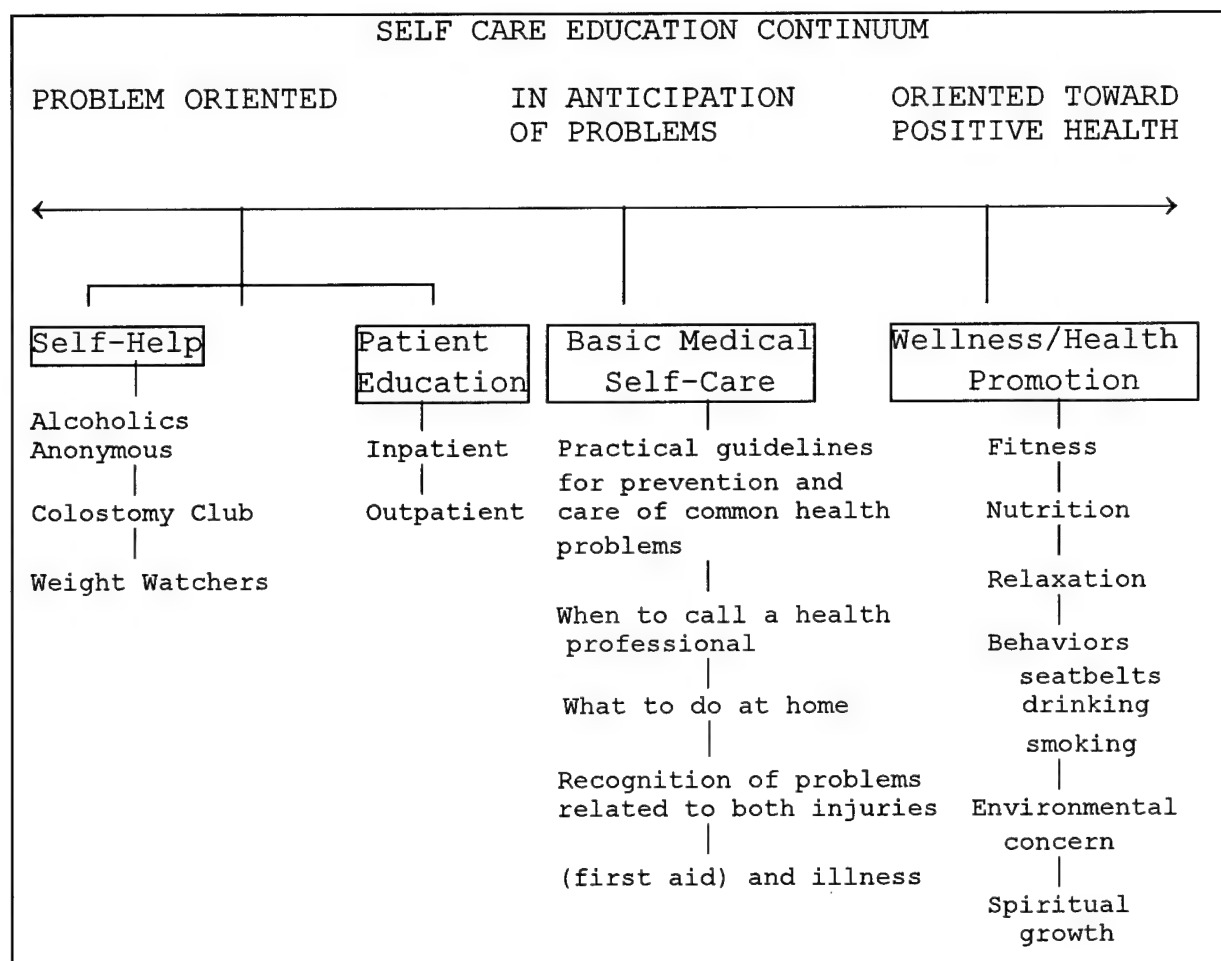 SELF CARE EDUCATION CONTINUUM
PROBLEM ORIENTED
IN ANTICIPATION
OF PROBLEMS
ORIENTED TOWARD
POSITIVE HEALTH
Self-Help
Alcoholics
Anonymous
Colostomy Club
Weight Watchers
Patient
Education
Inpatient
Outpatient
Basic Medical
Self-Care
Practical guidelines
for prevention and
care of common health
problems
When to call a health
professional
What to do at home
Recognition of problems
related to both injuries
(first aid) and illness
Wellness/Health
Promotion
Fitness
Nutrition
Relaxation
Behaviors
seatbelts
drinking
smoking
Environmental
concern
Spiritual
growth